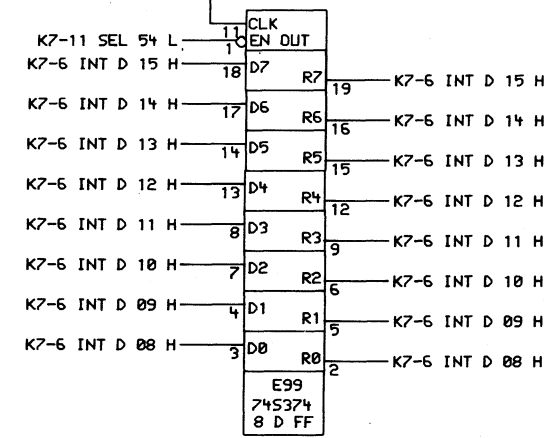 CLK
11
K7-11 SEL 54 L 1 EN OUT
K7-6 INT D 15 H 18 D7 R7 19 K7-6 INT D 15 H
K7-6 INT D 14 H 17 D6 R6 16 K7-6 INT D 14 H
K7-6 INT D 13 H 14 D5 R5 15 K7-6 INT D 13 H
K7-6 INT D 12 H 13 D4 R4 12 K7-6 INT D 12 H
K7-6 INT D 11 H 8 D3 R3 9 K7-6 INT D 11 H
K7-6 INT D 10 H 7 D2 R2 6 K7-6 INT D 10 H
K7-6 INT D 09 H 4 D1 R1 5 K7-6 INT D 09 H
K7-6 INT D 08 H 3 D0 R0 2 K7-6 INT D 08 H
E99
74S374
8 D FF